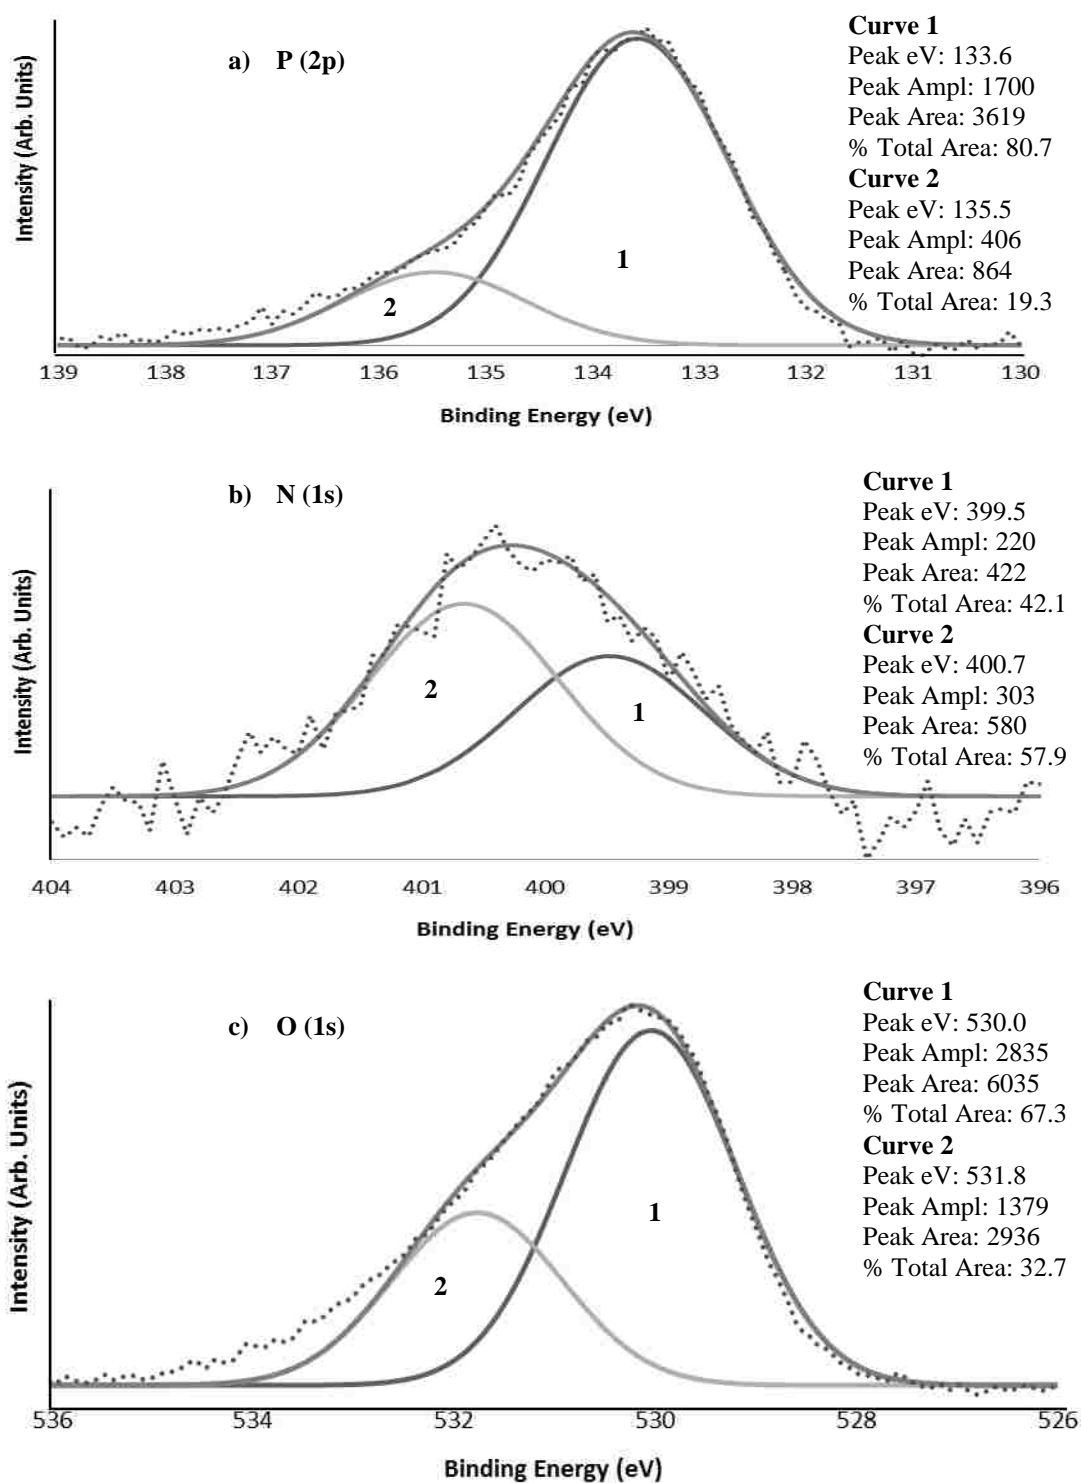 a) P (2p)
Curve 1
Peak eV: 133.6
Peak Ampl: 1700
Peak Area: 3619
% Total Area: 80.7
Curve 2
Peak eV: 135.5
Peak Ampl: 406
Peak Area: 864
% Total Area: 19.3
Intensity (Arb. Units)
1
2
139 138 137 136 135 134 133 132 131 130
Binding Energy (eV)
b) N (1s)
Curve 1
Peak eV: 399.5
Peak Ampl: 220
Peak Area: 422
% Total Area: 42.1
Curve 2
Peak eV: 400.7
Peak Ampl: 303
Peak Area: 580
% Total Area: 57.9
Intensity (Arb. Units)
2
1
404 403 402 401 400 399 398 397 396
Binding Energy (eV)
c) O (1s)
Curve 1
Peak eV: 530.0
Peak Ampl: 2835
Peak Area: 6035
% Total Area: 67.3
Curve 2
Peak eV: 531.8
Peak Ampl: 1379
Peak Area: 2936
% Total Area: 32.7
Intensity (Arb. Units)
1
2
536 534 532 530 528 526
Binding Energy (eV)